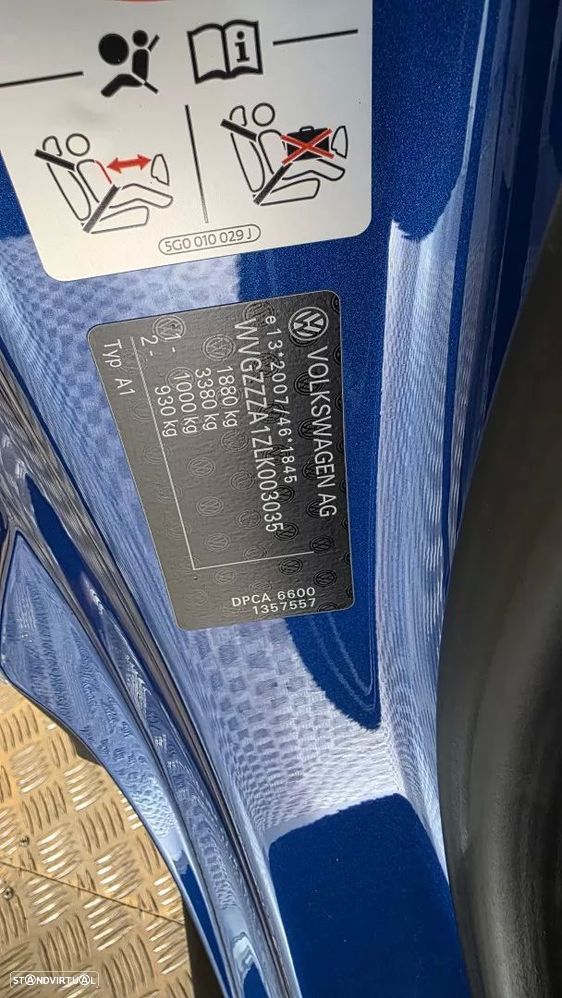 5G0 010 029 J
VOLKSWAGEN AG
e13*2007/46*1845
WVGZZZA1ZLK003035
1880 kg
3380 kg
1- 1000 kg
2- 930 kg
Typ A1
DPCA 6600
1357557
STANDVIRTUAL